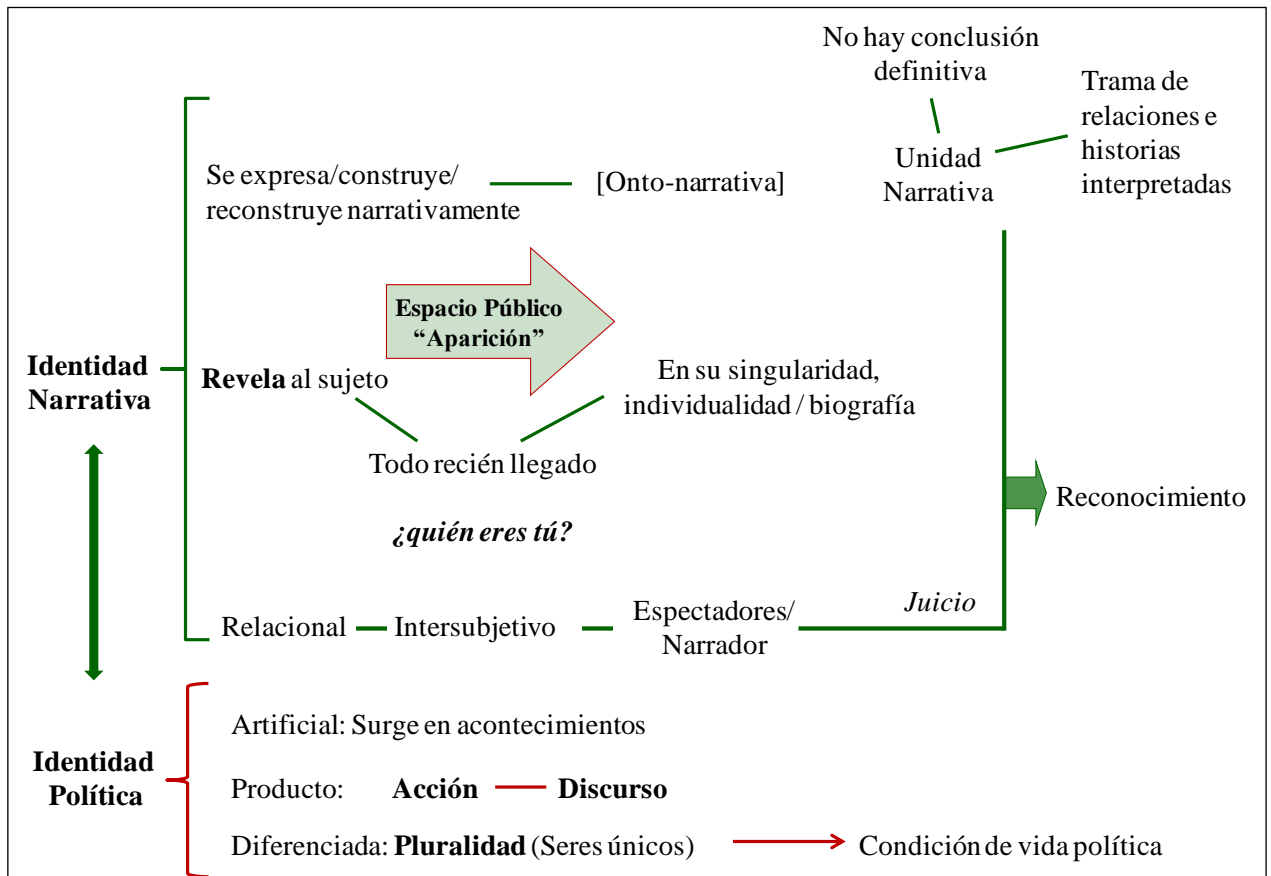 No hay conclusión
definitiva
Trama de
relaciones e
historias
interpretadas
Unidad
Narrativa
Se expresa/construye/
reconstruye narrativamente
[Onto-narrativa]
Espacio Público
“Aparición”
Identidad
Narrativa
Revela al sujeto
En su singularidad,
individualidad / biografía
Todo recién llegado
¿quién eres tú?
Reconocimiento
Relacional
Intersubjetivo
Espectadores/
Narrador
Juicio
Identidad
Política
Artificial: Surge en acontecimientos
Producto: Acción Discurso
Diferenciada: Pluralidad (Seres únicos) Condición de vida política